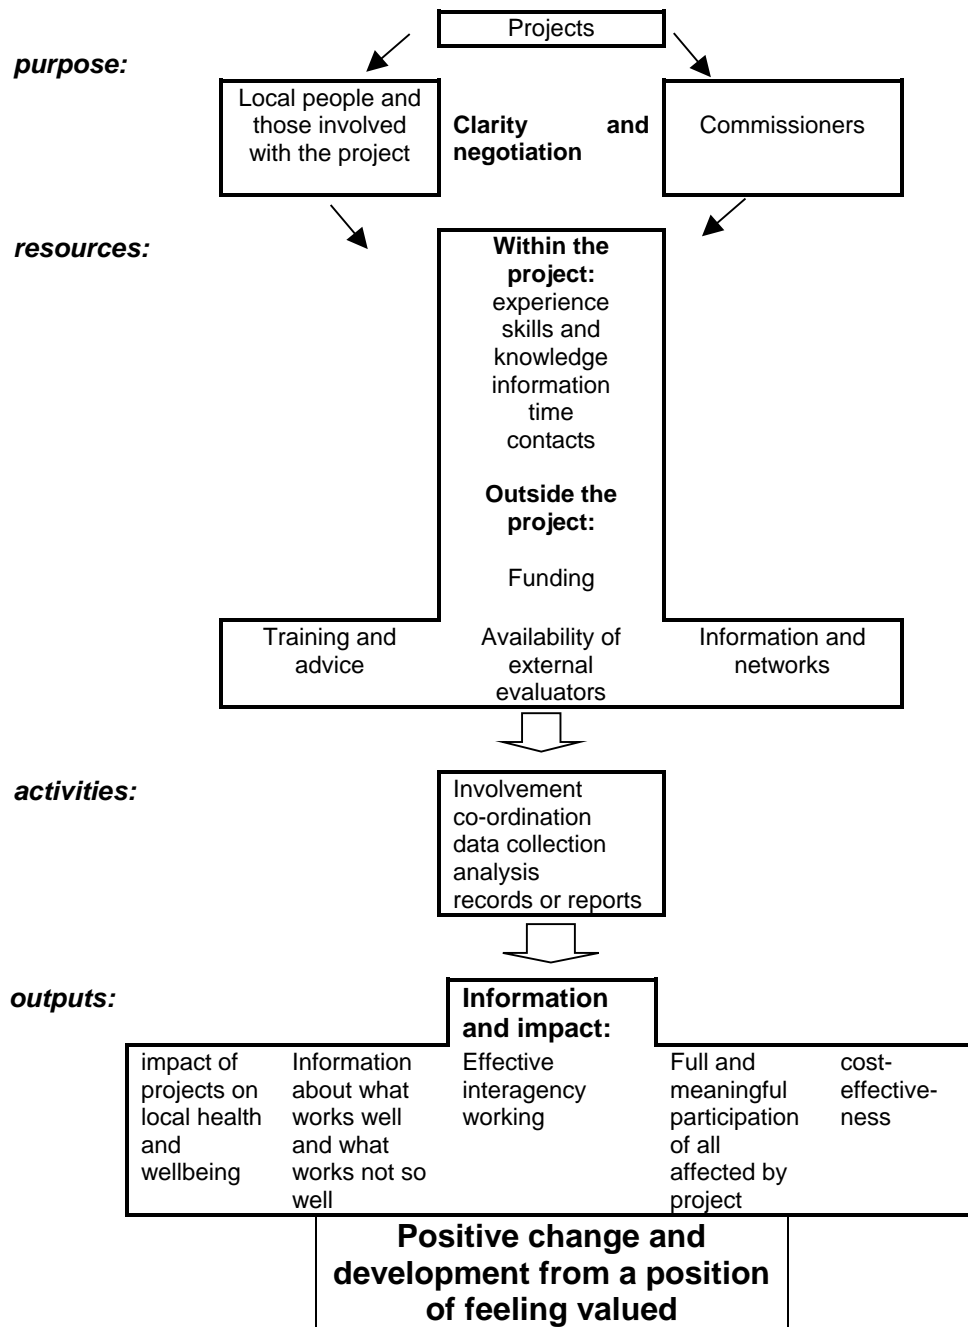 Projects
purpose:
Local people and
those involved
with the project
Clarity and
negotiation
Commissioners
resources:
Within the
project:
experience
skills and
knowledge
information
time
contacts
Outside the
project:
Funding
Training and
advice
Availability of
external
evaluators
Information and
networks
activities:
Involvement
co-ordination
data collection
analysis
records or reports
outputs:
Information
and impact:
impact of
projects on
local health
and
wellbeing
Information
about what
works well
and what
works not so
well
Effective
interagency
working
Full and
meaningful
participation
of all
affected by
project
cost-
effective-
ness
Positive change and
development from a position
of feeling valued